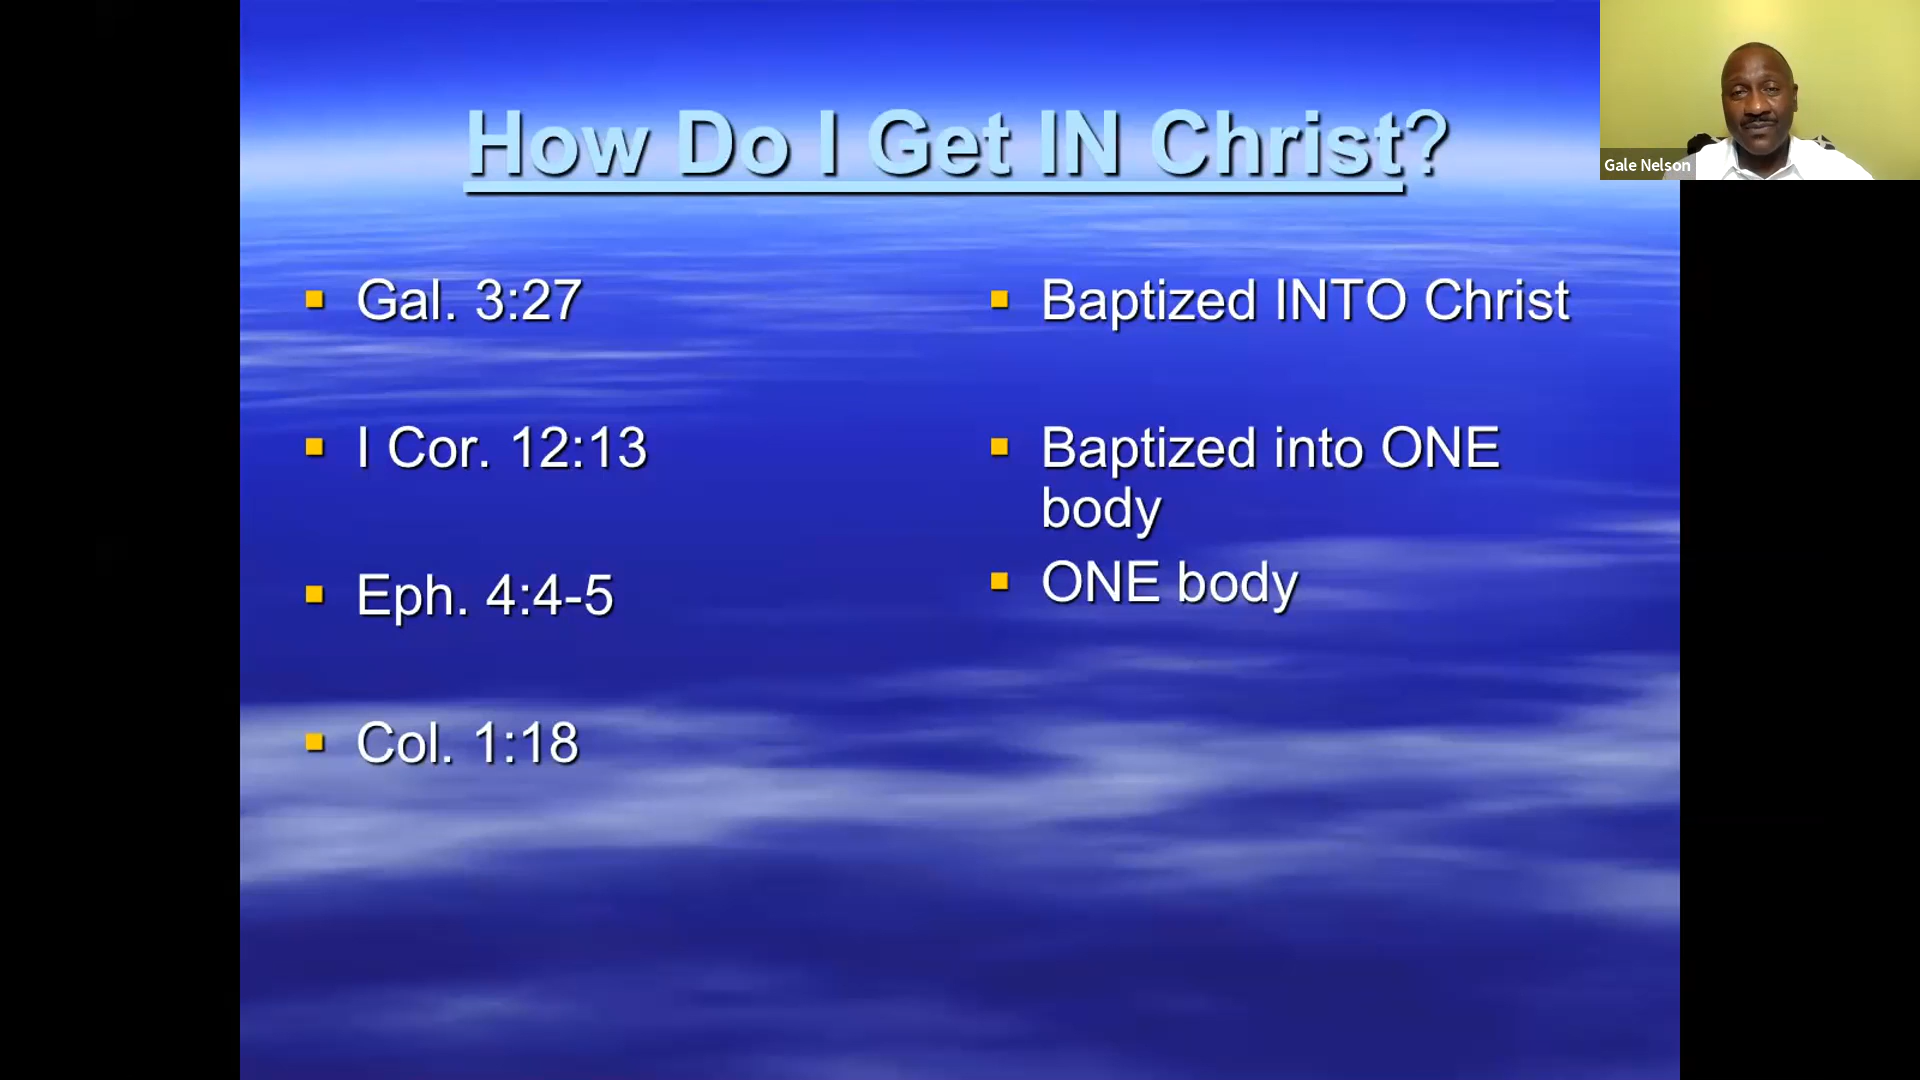 How Do I Get IN Christ?
Gale Nelson
Gal. 3:27
I Cor. 12:13
Eph. 4:4-5
Col. 1:18
Baptized INTO Christ
Baptized into ONE
body
ONE body